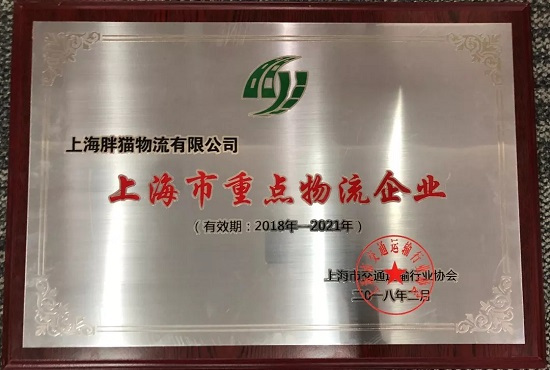 上海胖猫物流有限公司
上海市重点物流企业
（有效期：2018年—2021年）
上海市交通运输行业协会
二〇一八年二月